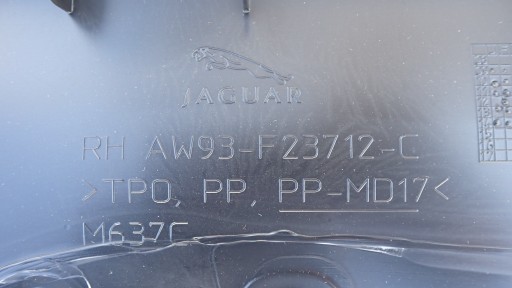 JAGUAR
RH AW93-F23712-C
>TPO, PP, PP-MD17<
M637C